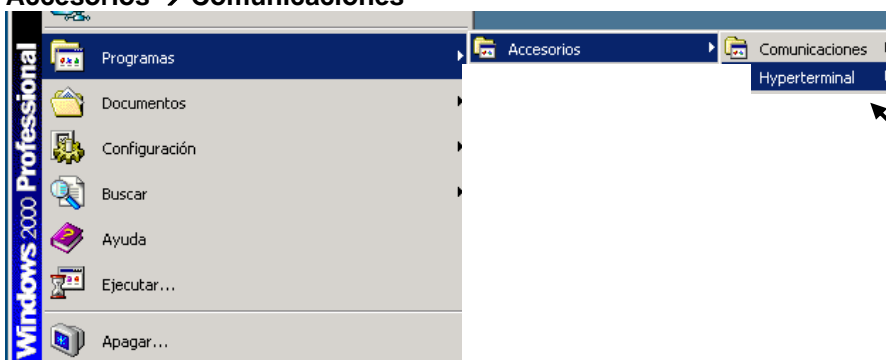 Accesorios → Comunicaciones
Programas
Accesorios
Comunicaciones
Hyperterminal
Documentos
Configuración
Buscar
Ayuda
Ejecutar...
Apagar...
Windows 2000 Professional